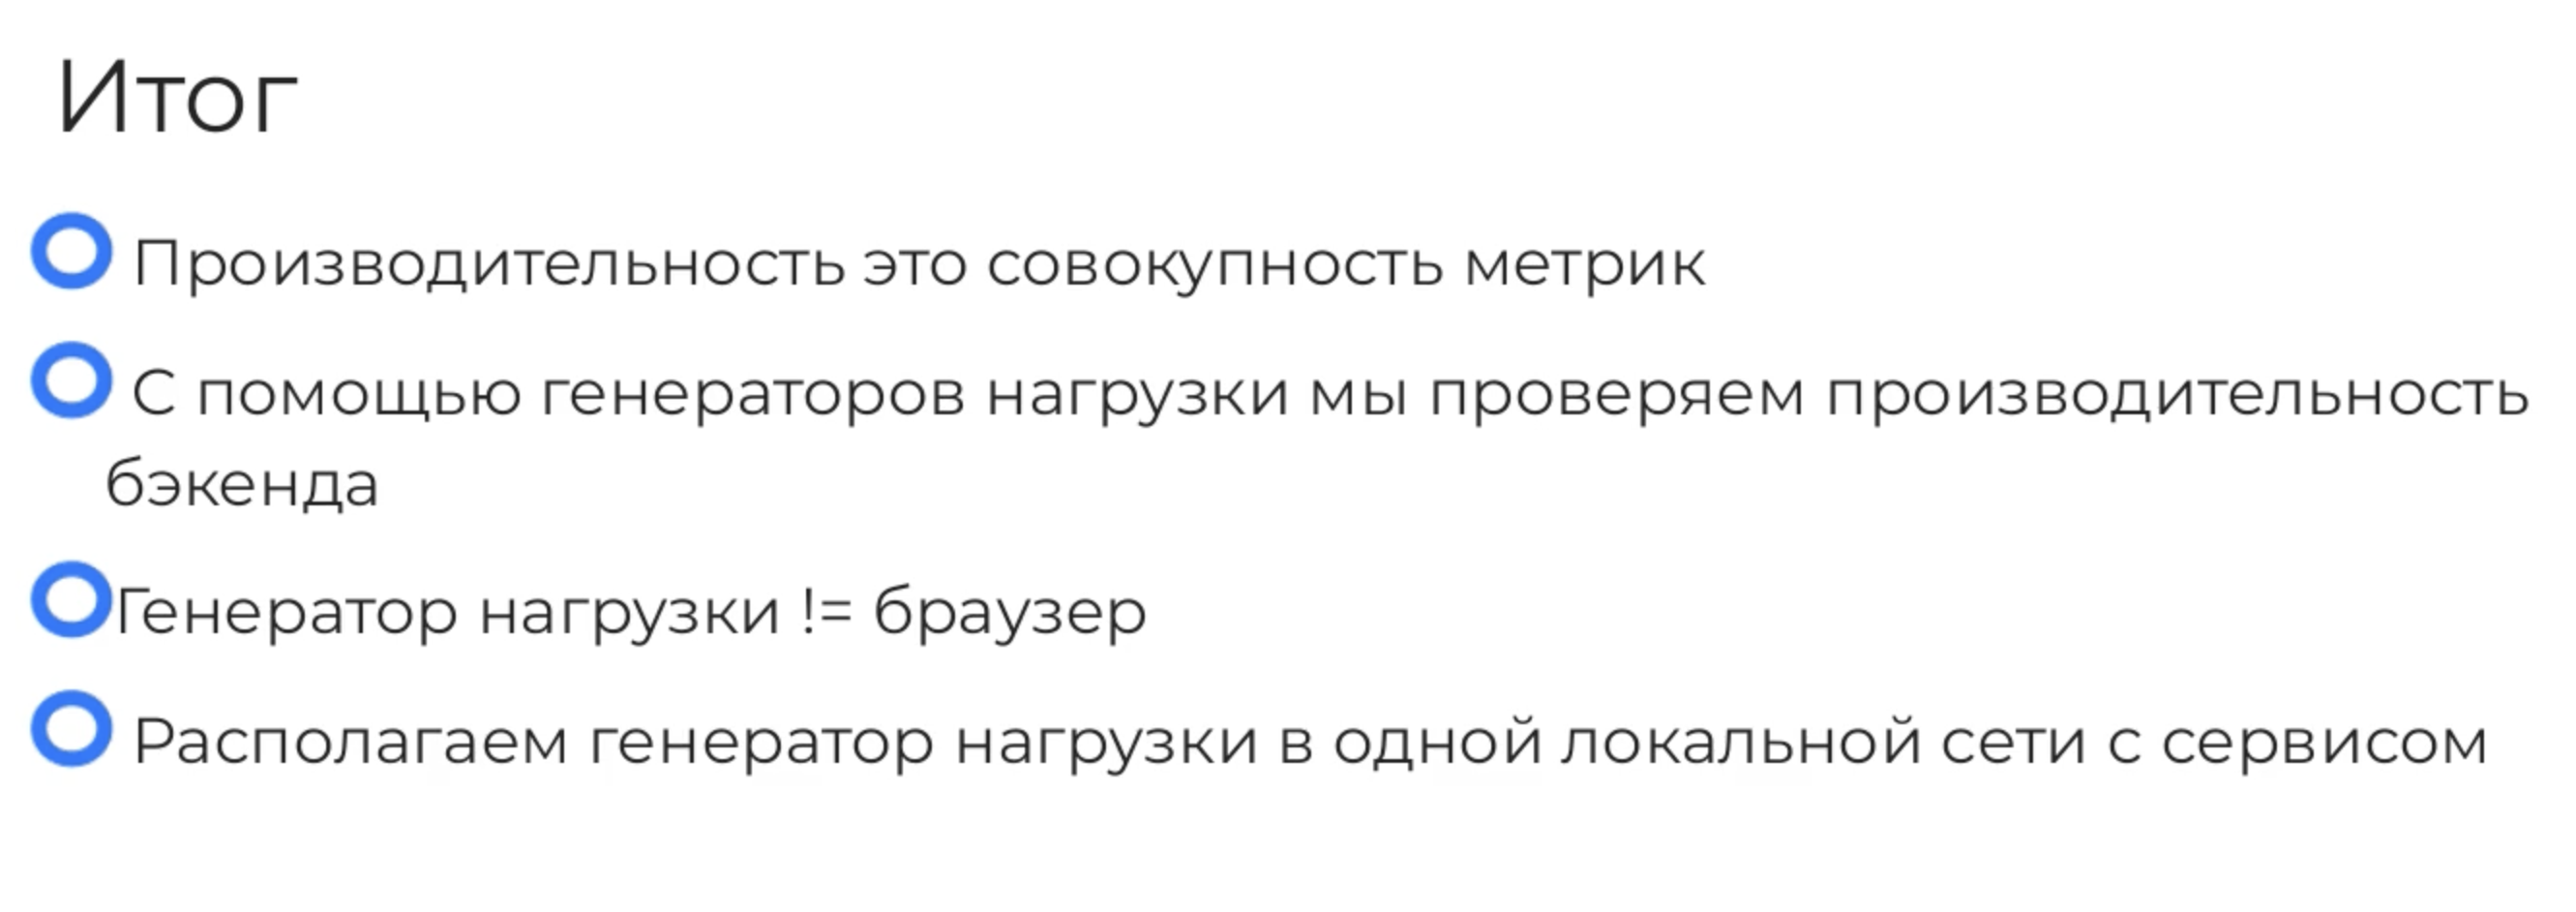 Итог
Производительность это совокупность метрик
С помощью генераторов нагрузки мы проверяем производительность
бэкенда
Генератор нагрузки != браузер
Располагаем генератор нагрузки в одной локальной сети с сервисом